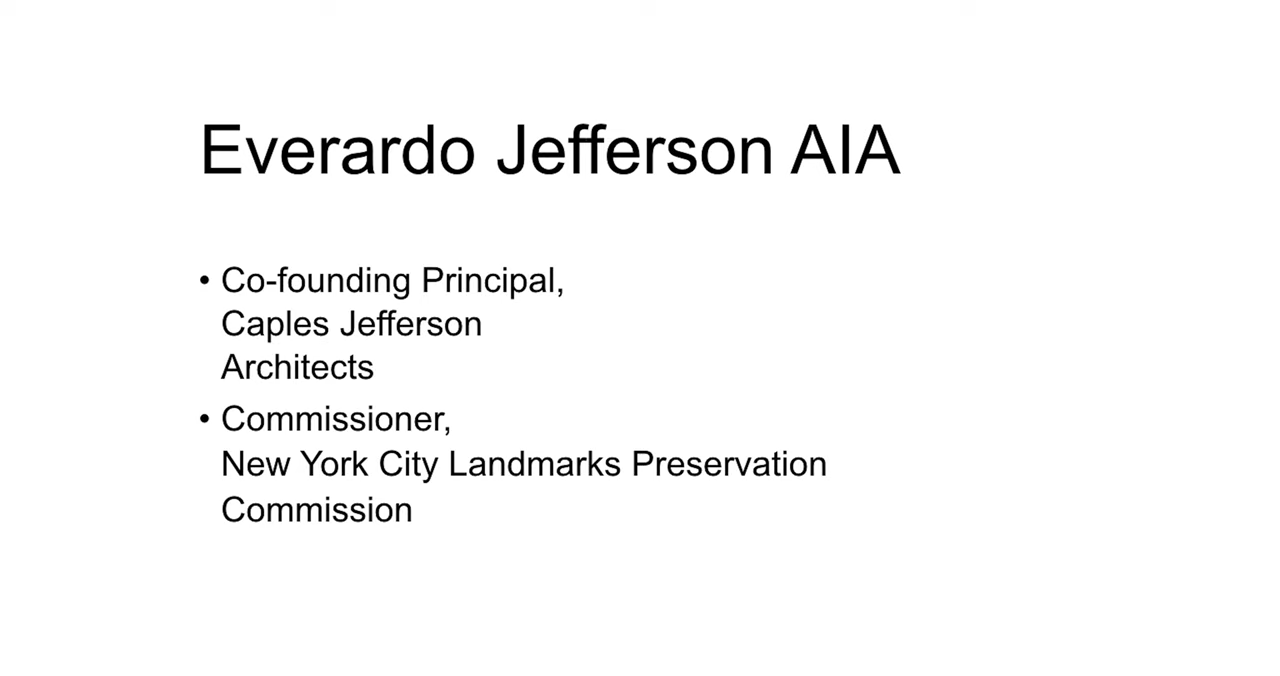 Everardo Jefferson AIA
• Co-founding Principal,
Caples Jefferson
Architects
• Commissioner,
New York City Landmarks Preservation
Commission